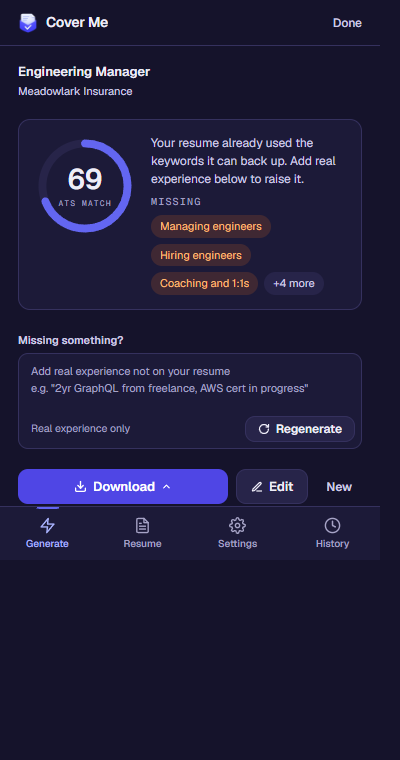 Cover Me
Done
Engineering Manager
Meadowlark Insurance
69
ATS MATCH
Your resume already used the
keywords it can back up. Add real
experience below to raise it.
MISSING
Managing engineers
Hiring engineers
Coaching and 1:1s
+4 more
Missing something?
Add real experience not on your resume
e.g. "2yr GraphQL from freelance, AWS cert in progress"
Real experience only
Regenerate
Download
Edit
New
Generate
Resume
Settings
History